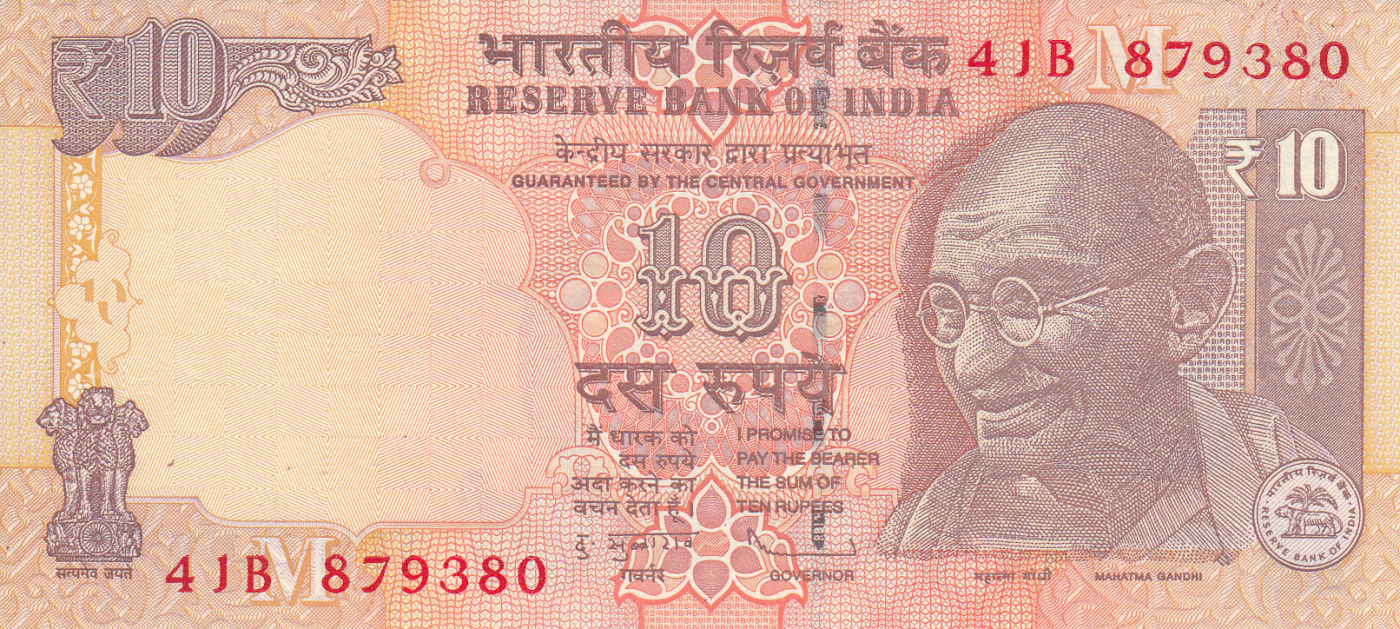 ₹10
भारतीय रिज़र्व बैंक
4JB M 879380
RESERVE BANK OF INDIA
केन्द्रीय सरकार द्वारा प्रत्याभूत
GUARANTEED BY THE CENTRAL GOVERNMENT
₹10
10
दस रुपये
मैं धारक को
दस रुपये
अदा करने का
वचन देता हूँ ।
I PROMISE TO
PAY THE BEARER
THE SUM OF
TEN RUPEES
गवर्नर
GOVERNOR
सत्यमेव जयते
4JB M 879380
महात्मा गांधी
MAHATMA GANDHI
भारतीय रिज़र्व बैंक
RESERVE BANK OF INDIA